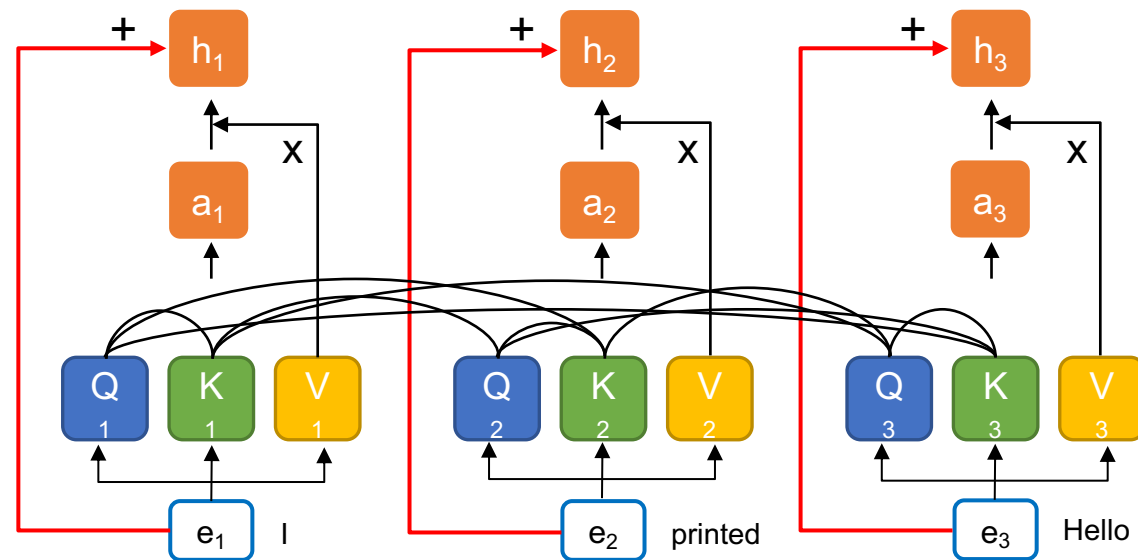 + + +
h1 h2 h3
x x x
a1 a2 a3
Q K V Q K V Q K V
1 1 1 2 2 2 3 3 3
e1 I e2 printed e3 Hello